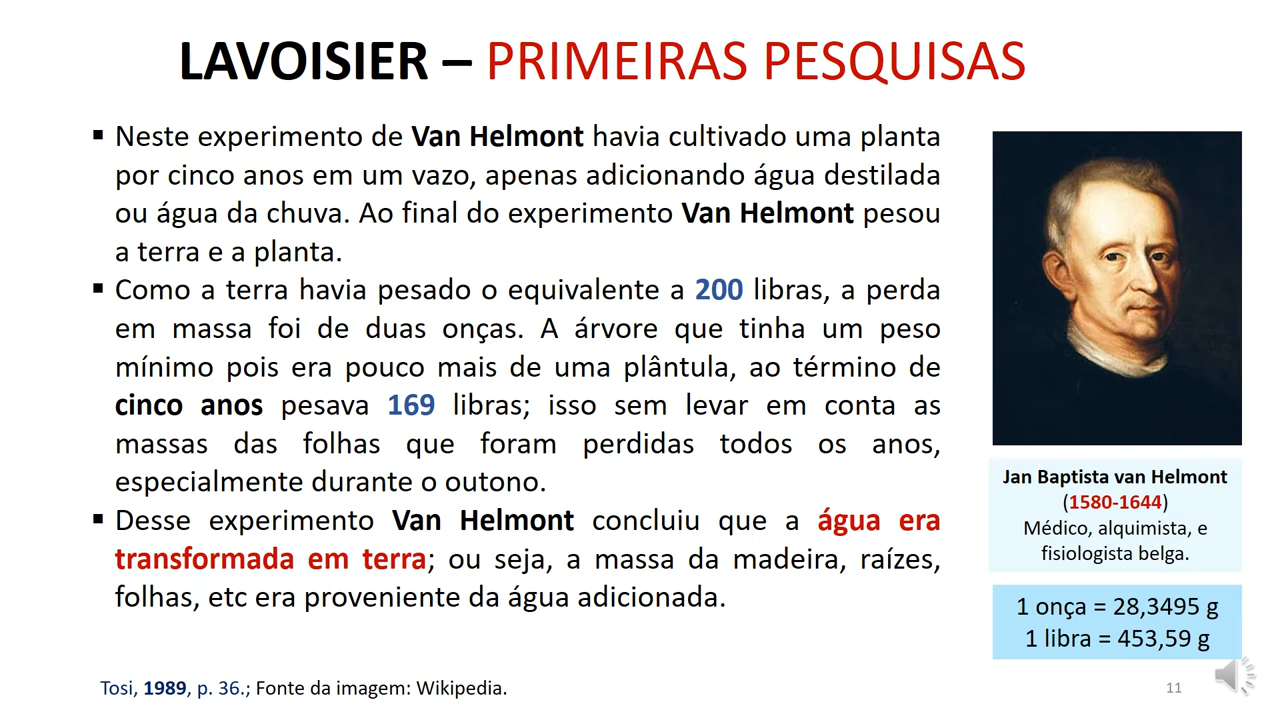 LAVOISIER – PRIMEIRAS PESQUISAS
▪ Neste experimento de Van Helmont havia cultivado uma planta
por cinco anos em um vazo, apenas adicionando água destilada
ou água da chuva. Ao final do experimento Van Helmont pesou
a terra e a planta.
▪ Como a terra havia pesado o equivalente a 200 libras, a perda
em massa foi de duas onças. A árvore que tinha um peso
mínimo pois era pouco mais de uma plântula, ao término de
cinco anos pesava 169 libras; isso sem levar em conta as
massas das folhas que foram perdidas todos os anos,
especialmente durante o outono.
▪ Desse experimento Van Helmont concluiu que a água era
transformada em terra; ou seja, a massa da madeira, raízes,
folhas, etc era proveniente da água adicionada.
Jan Baptista van Helmont
(1580-1644)
Médico, alquimista, e
fisiologista belga.
1 onça = 28,3495 g
1 libra = 453,59 g
Tosi, 1989, p. 36.; Fonte da imagem: Wikipedia.
11